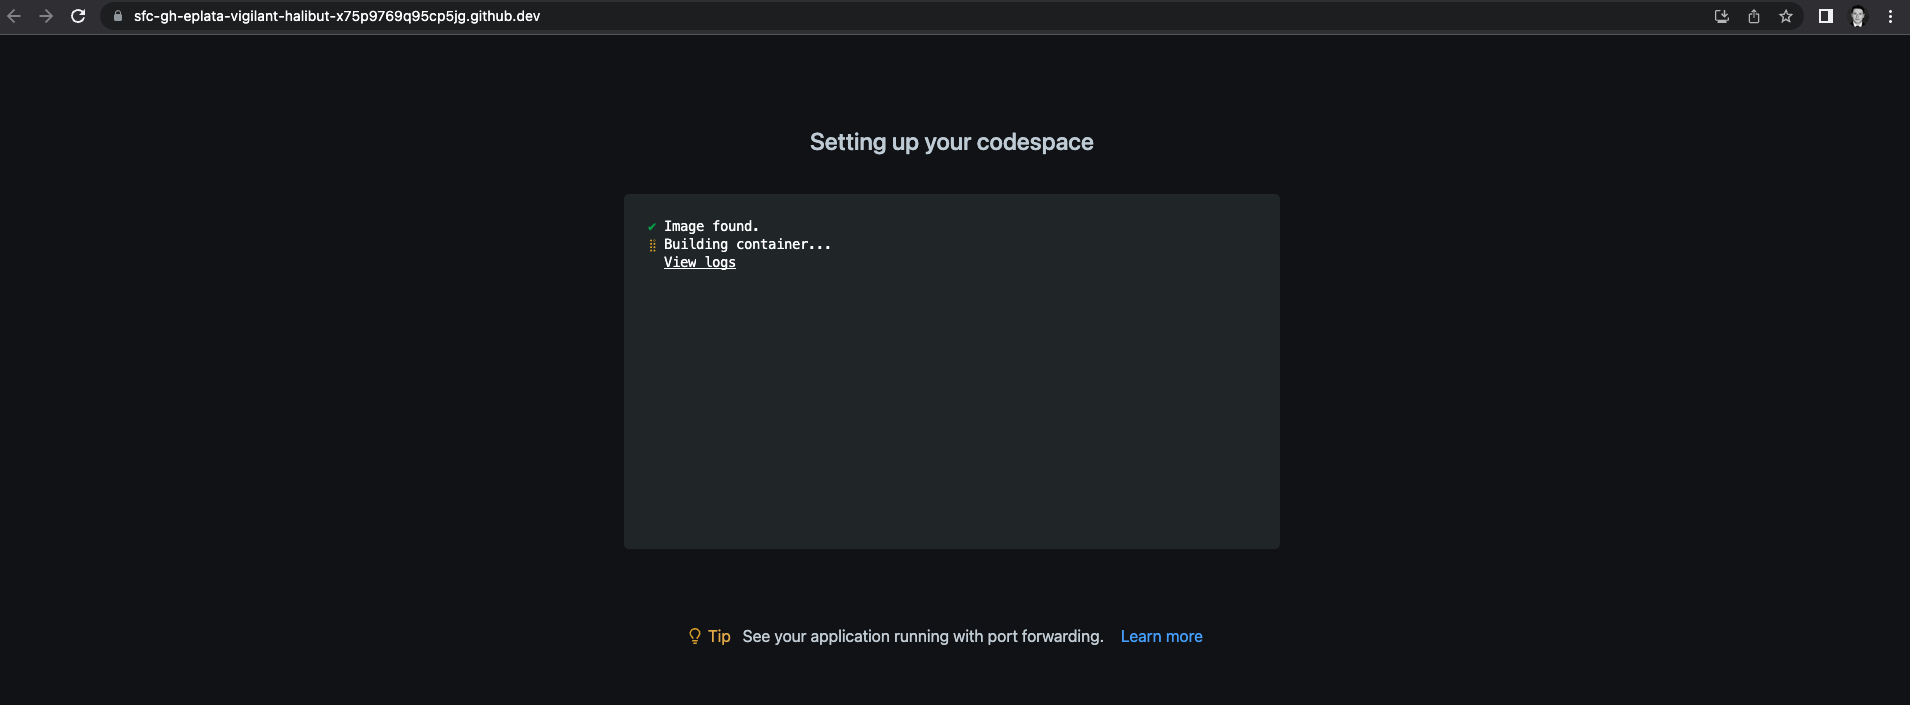 sfc-gh-eplata-vigilant-halibut-x75p9769q95cp5jg.github.dev
Setting up your codespace
✔ Image found.
Building container...
View logs
Tip See your application running with port forwarding. Learn more